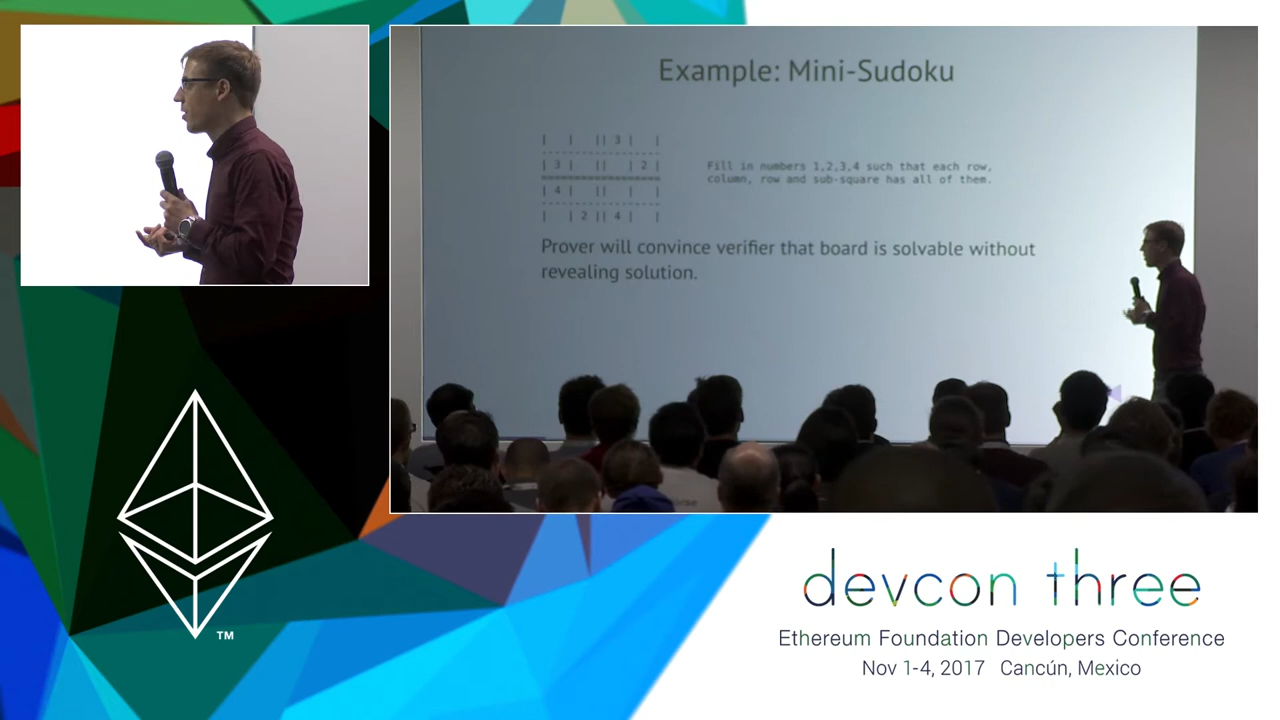 Example: Mini-Sudoku
| | || 3 | |
-------------------
| 3 | || | 2 |
===================
| 4 | || | |
-------------------
| | 2 || 4 | |
Fill in numbers 1,2,3,4 such that each row,
column, row and sub-square has all of them.
Prover will convince verifier that board is solvable without
revealing solution.
TM
devcon three
Ethereum Foundation Developers Conference
Nov 1-4, 2017 Cancún, Mexico